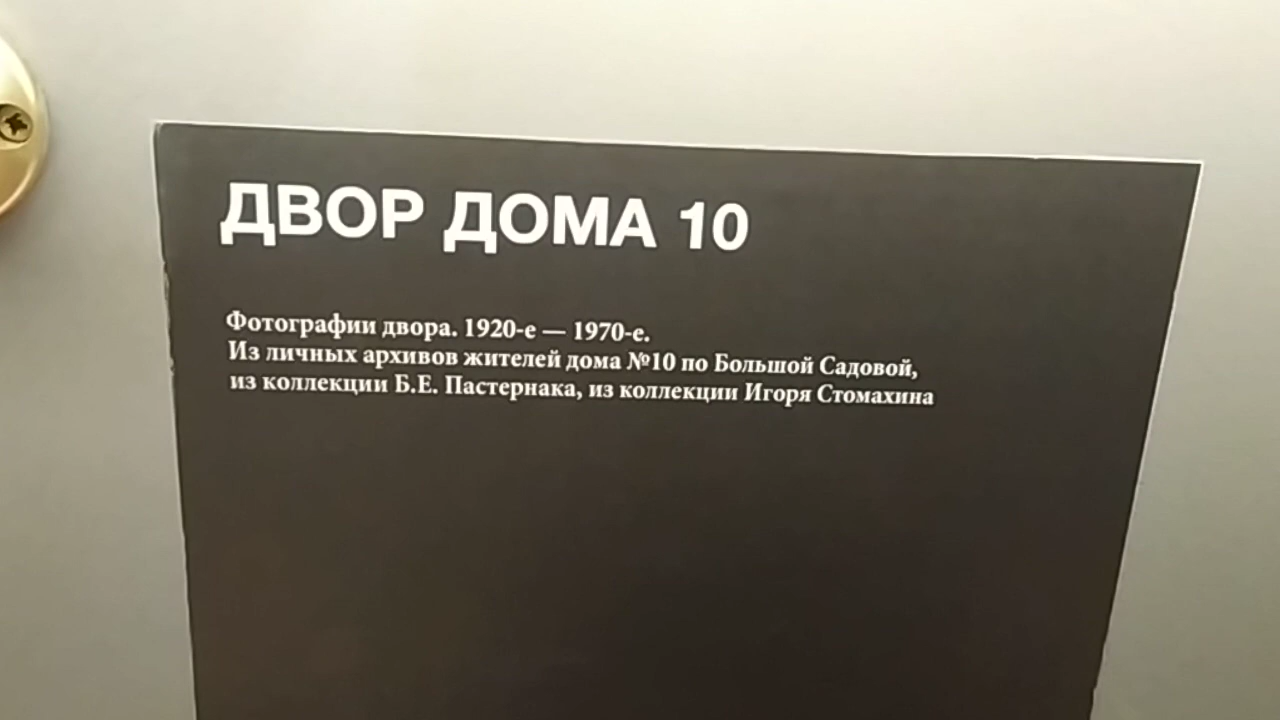 ДВОР ДОМА 10
Фотографии двора. 1920-е — 1970-е.
Из личных архивов жителей дома №10 по Большой Садовой,
из коллекции Б.Е. Пастернака, из коллекции Игоря Стомахина